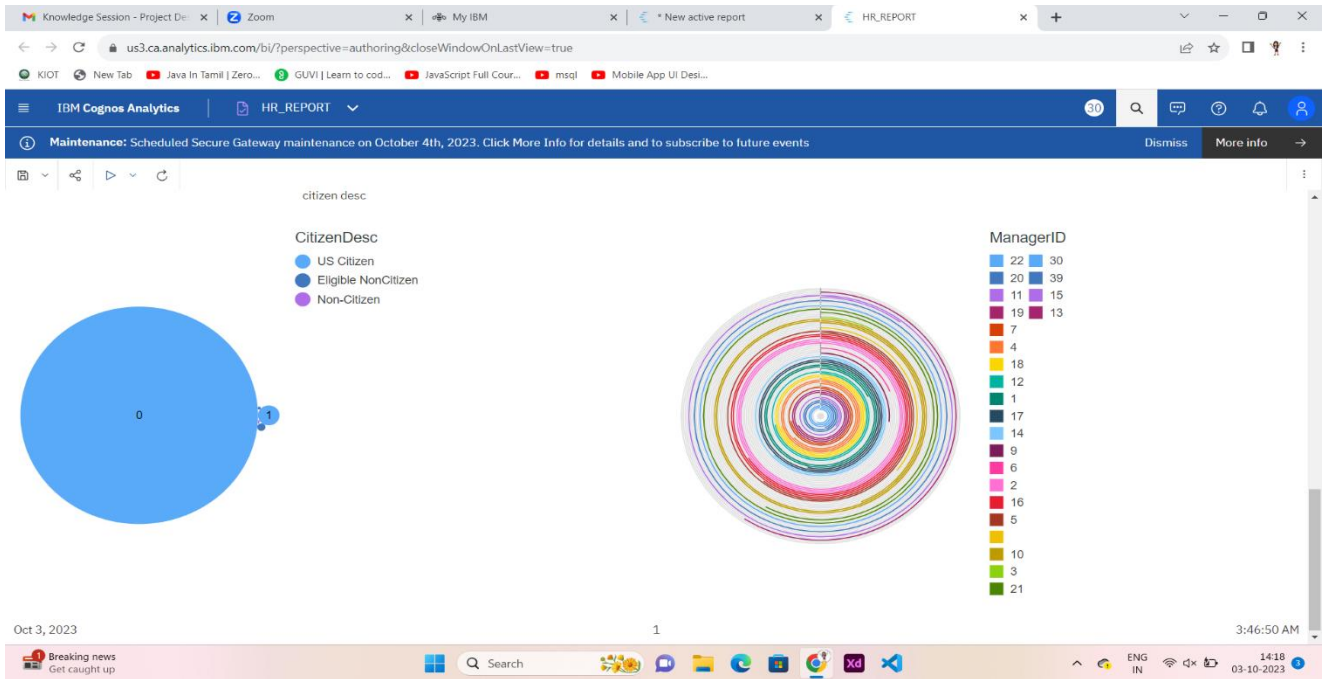 Knowledge Session - Project De
Zoom
My IBM
* New active report
HR_REPORT
us3.ca.analytics.ibm.com/bi/?perspective=authoring&closeWindowOnLastView=true
KIOT
New Tab
Java In Tamil | Zero...
GUVI | Learn to cod...
JavaScript Full Cour...
msql
Mobile App UI Desi...
IBM Cognos Analytics
HR_REPORT
30
Maintenance: Scheduled Secure Gateway maintenance on October 4th, 2023. Click More Info for details and to subscribe to future events
Dismiss
More info
citizen desc
CitizenDesc
US Citizen
Eligible NonCitizen
Non-Citizen
0
1
ManagerID
22 30
20 39
11 15
19 13
7
4
18
12
1
17
14
9
6
2
16
5
10
3
21
Oct 3, 2023
1
3:46:50 AM
1
Breaking news
Get caught up
Search
Xd
ENG
IN
14:18
03-10-2023
3